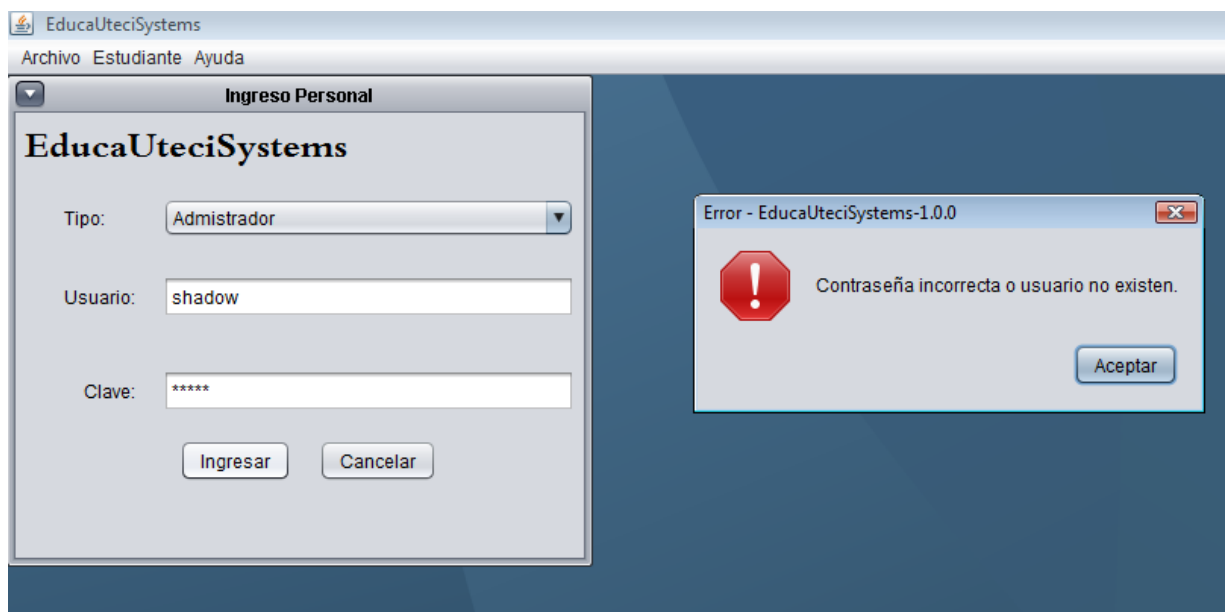 EducaUteciSystems
Archivo Estudiante Ayuda
Ingreso Personal
EducaUteciSystems
Tipo: Admistrador
Usuario: shadow
Clave: *****
Ingresar Cancelar
Error - EducaUteciSystems-1.0.0
Contraseña incorrecta o usuario no existen.
Aceptar